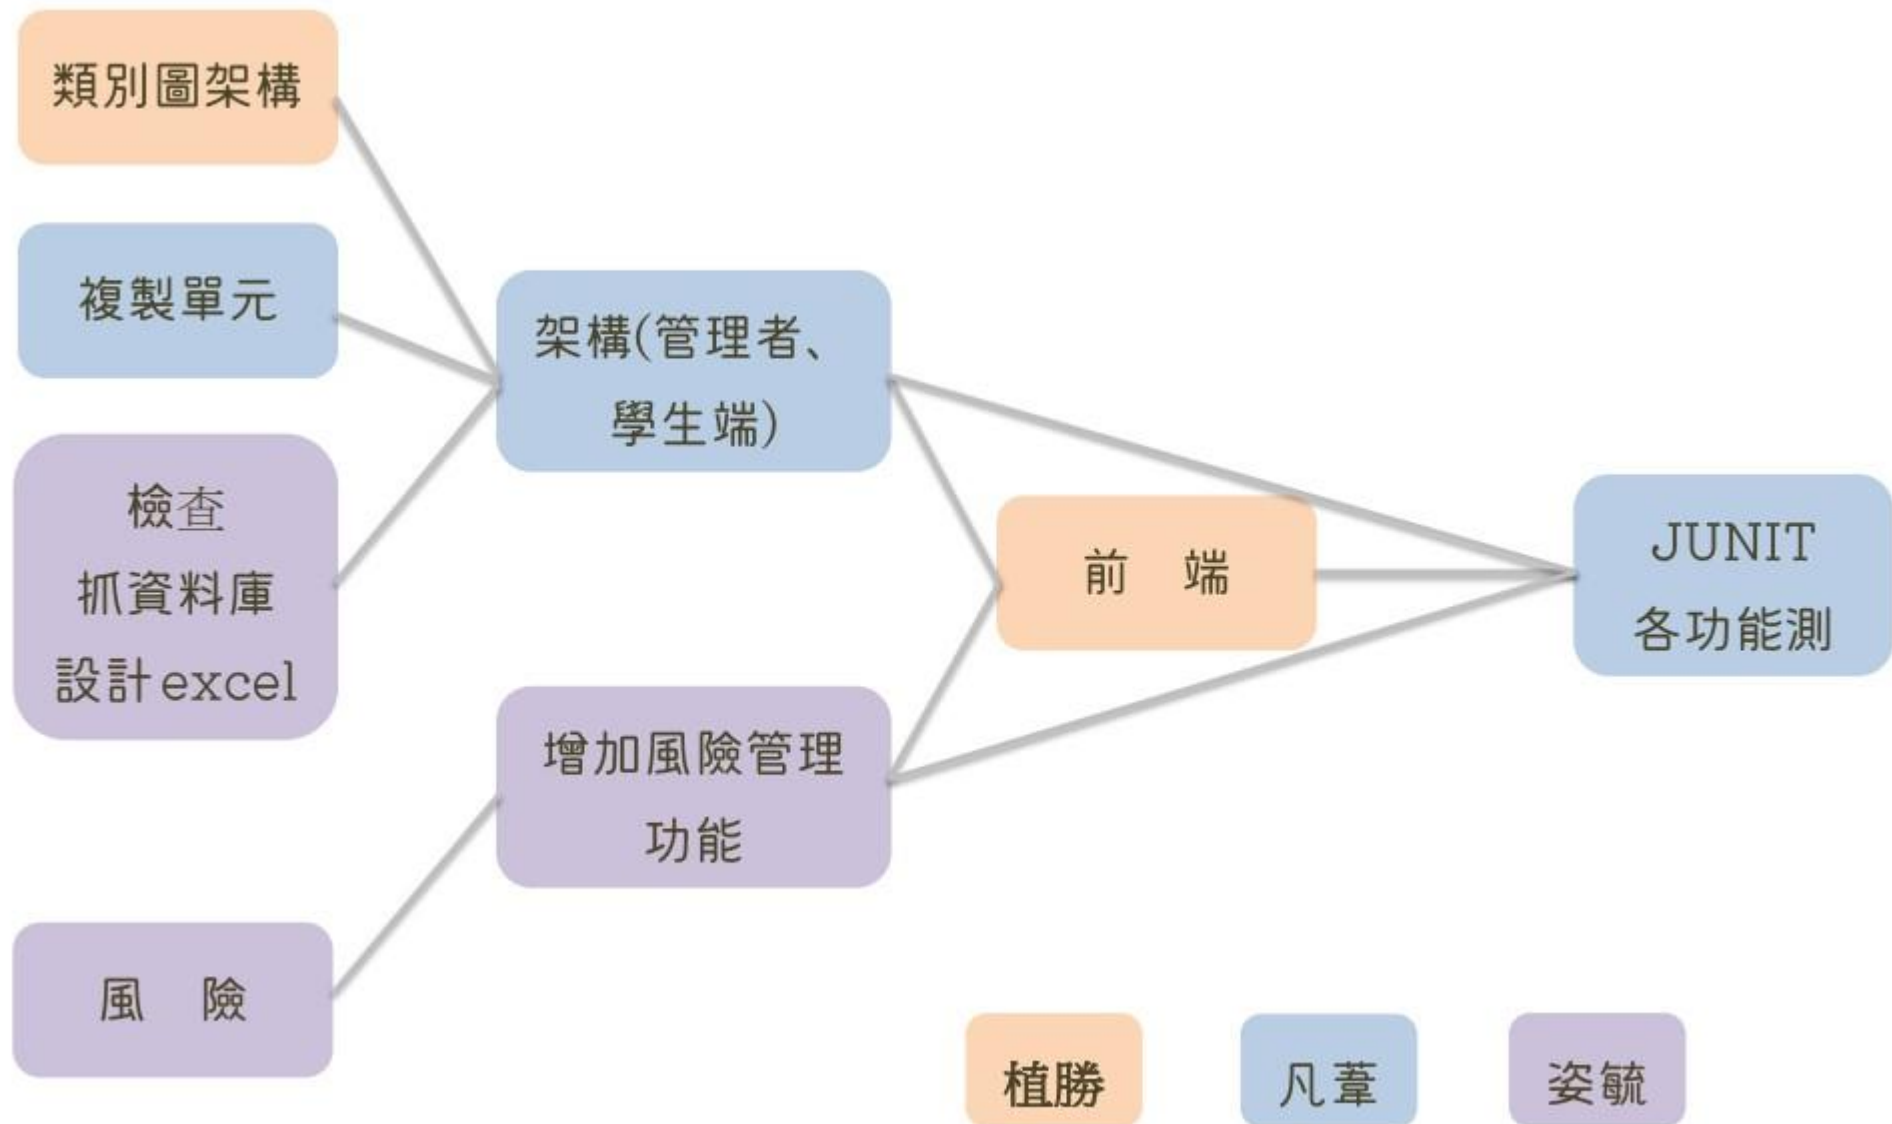 類別圖架構
複製單元
檢查
抓資料庫
設計excel
風 險
架構(管理者、
學生端)
增加風險管理
功能
前 端
JUNIT
各功能測
植勝
凡葦
姿毓